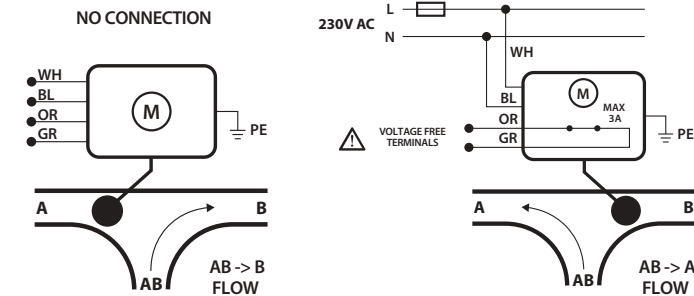 NO CONNECTION
WH
BL
OR
GR
M
PE
A
B
AB
AB -> B
FLOW
L
230V AC
N
WH
BL
OR
GR
M
MAX
3A
PE
VOLTAGE FREE
TERMINALS
A
B
AB
AB -> A
FLOW